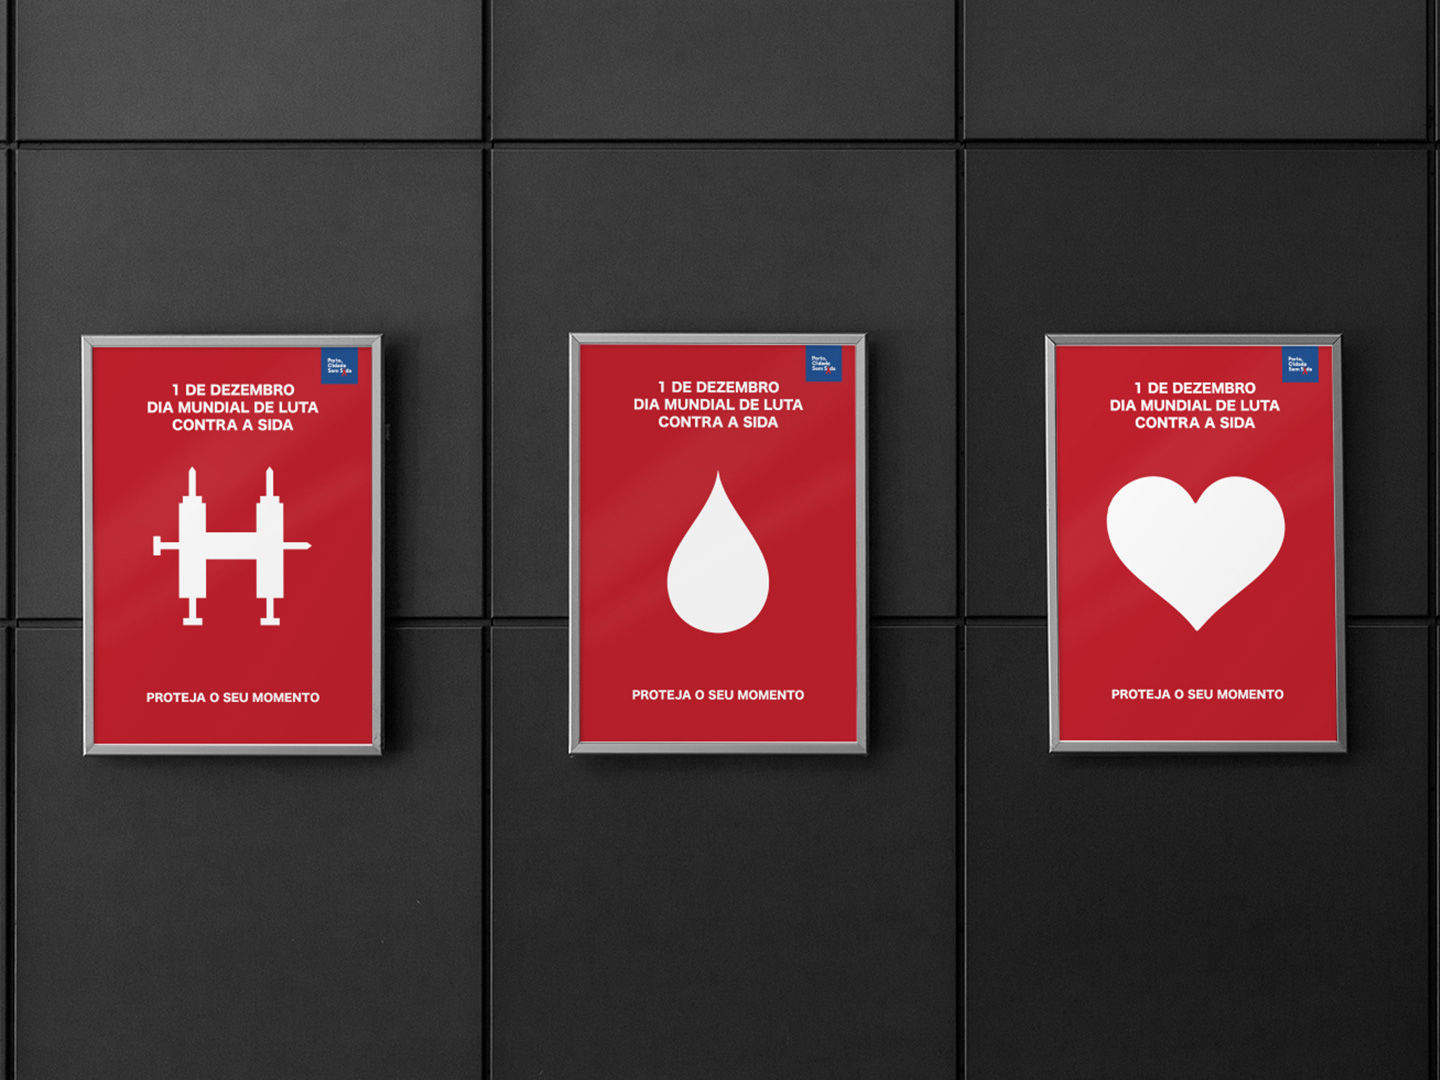 Porto,
Cidade
Sem Sida
1 DE DEZEMBRO
DIA MUNDIAL DE LUTA
CONTRA A SIDA
PROTEJA O SEU MOMENTO
Porto,
Cidade
Sem Sida
1 DE DEZEMBRO
DIA MUNDIAL DE LUTA
CONTRA A SIDA
PROTEJA O SEU MOMENTO
Porto,
Cidade
Sem Sida
1 DE DEZEMBRO
DIA MUNDIAL DE LUTA
CONTRA A SIDA
PROTEJA O SEU MOMENTO